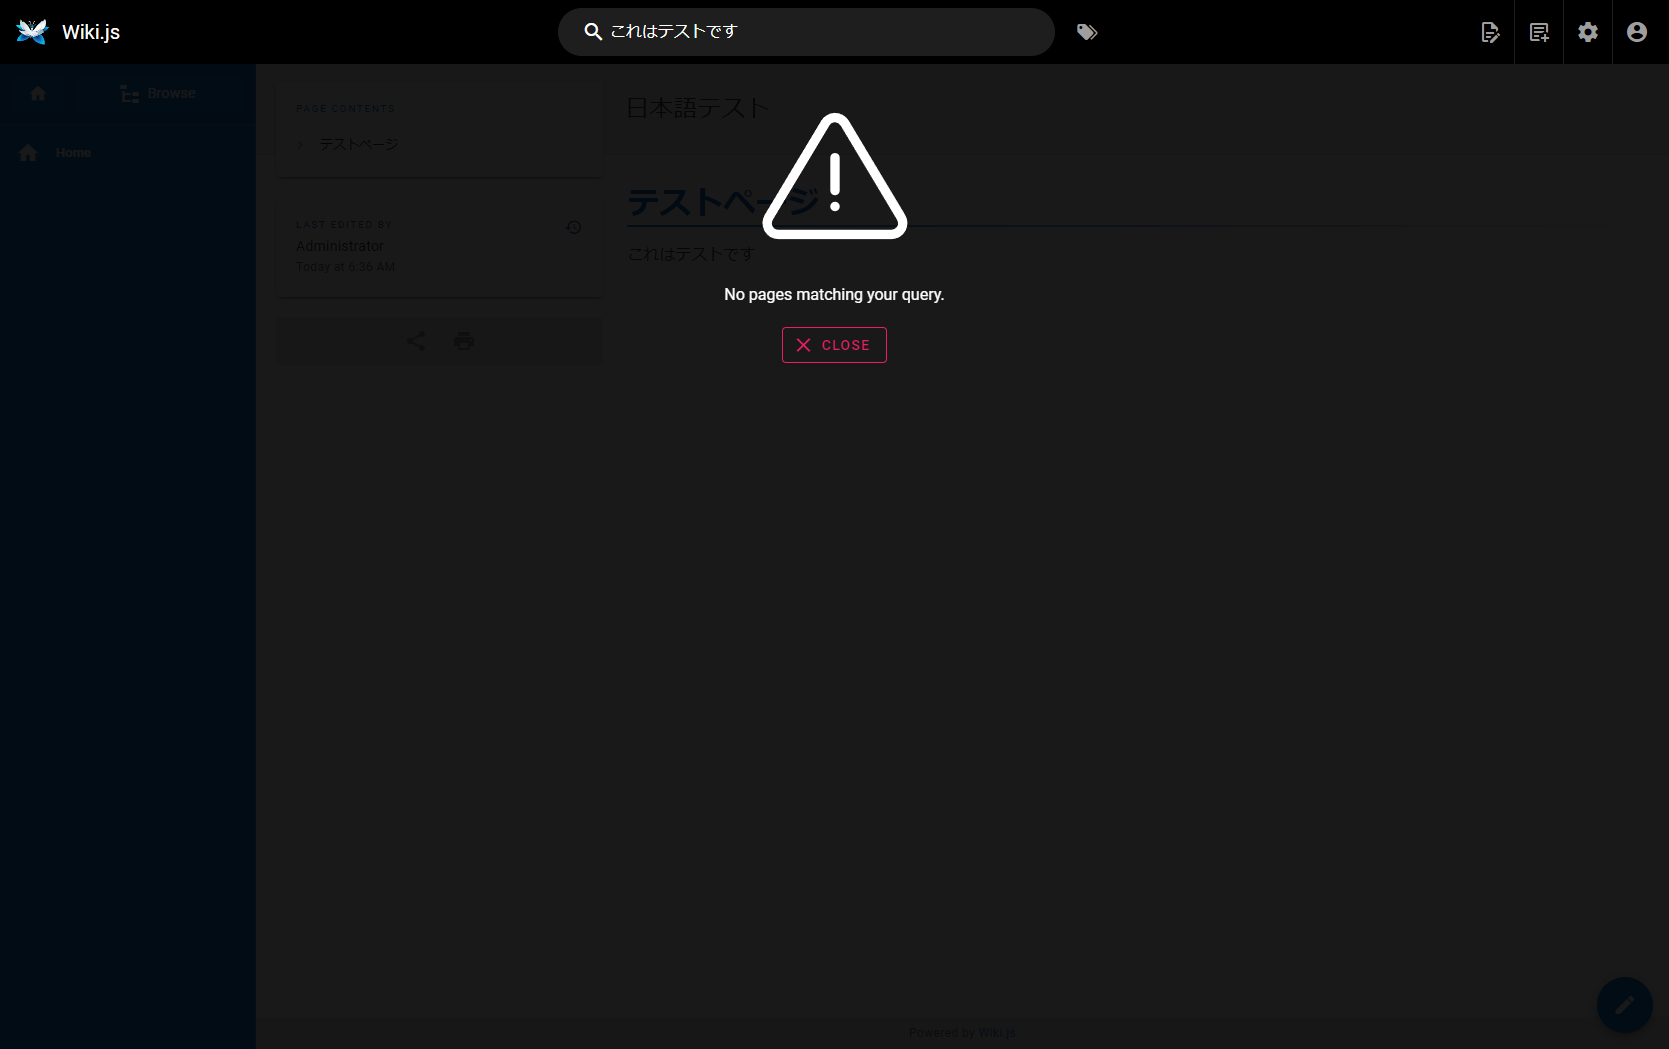 Wiki.js
これはテストです
Browse
Home
PAGE CONTENTS
テストページ
LAST EDITED BY
Administrator
Today at 6:36 AM
日本語テスト
テストページ
これはテストです
No pages matching your query.
CLOSE
Powered by Wiki.js